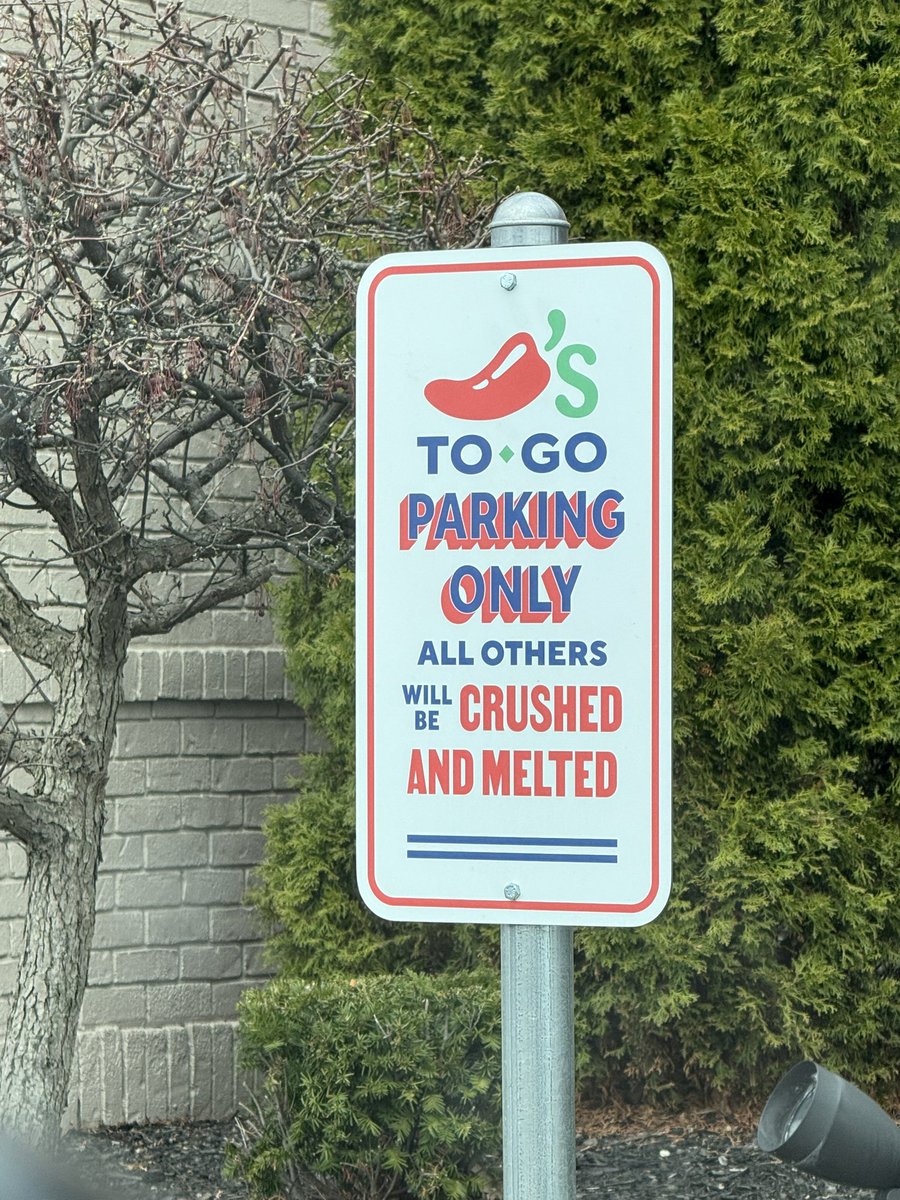 'S
TO GO
PARKING
ONLY
ALL OTHERS
WILL BE CRUSHED
AND MELTED